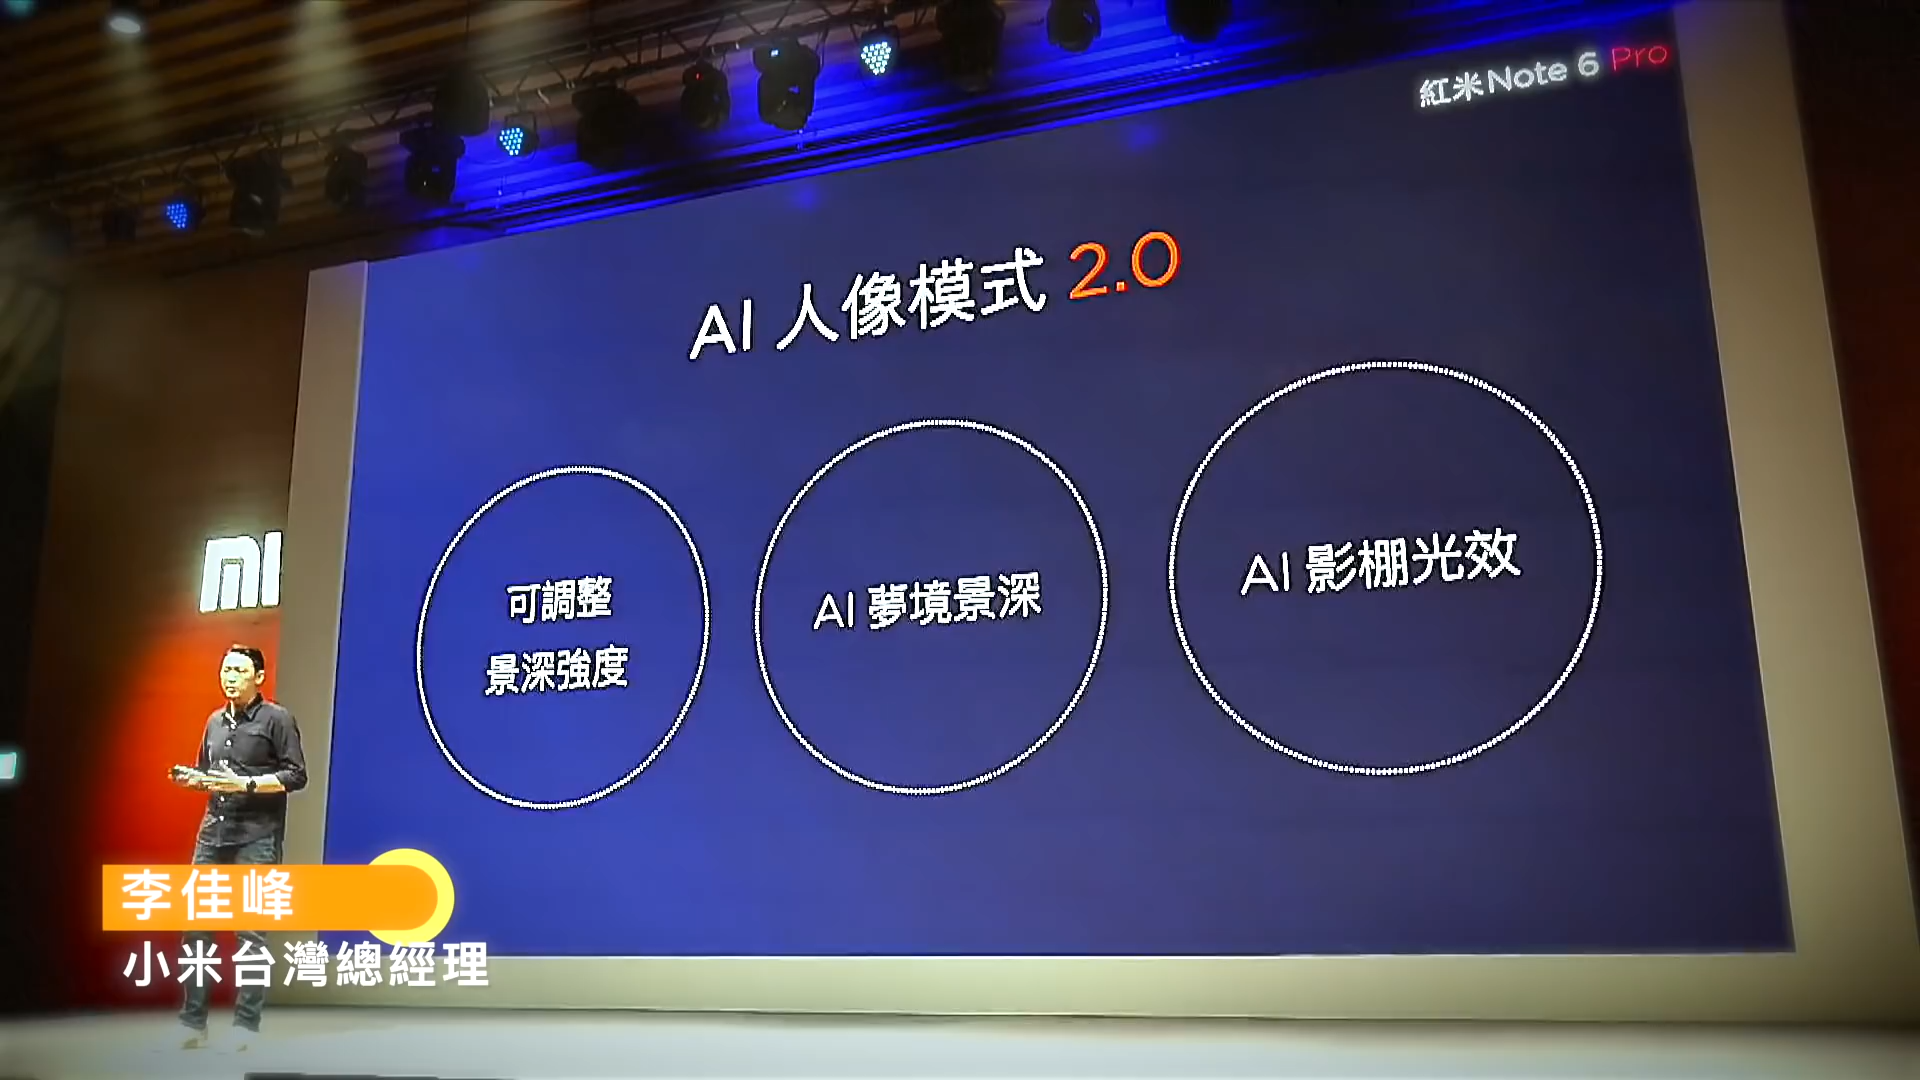 紅米Note 6 Pro
AI 人像模式 2.0
可調整
景深強度
AI 夢境景深
AI 影棚光效
mi
李佳峰
小米台灣總經理